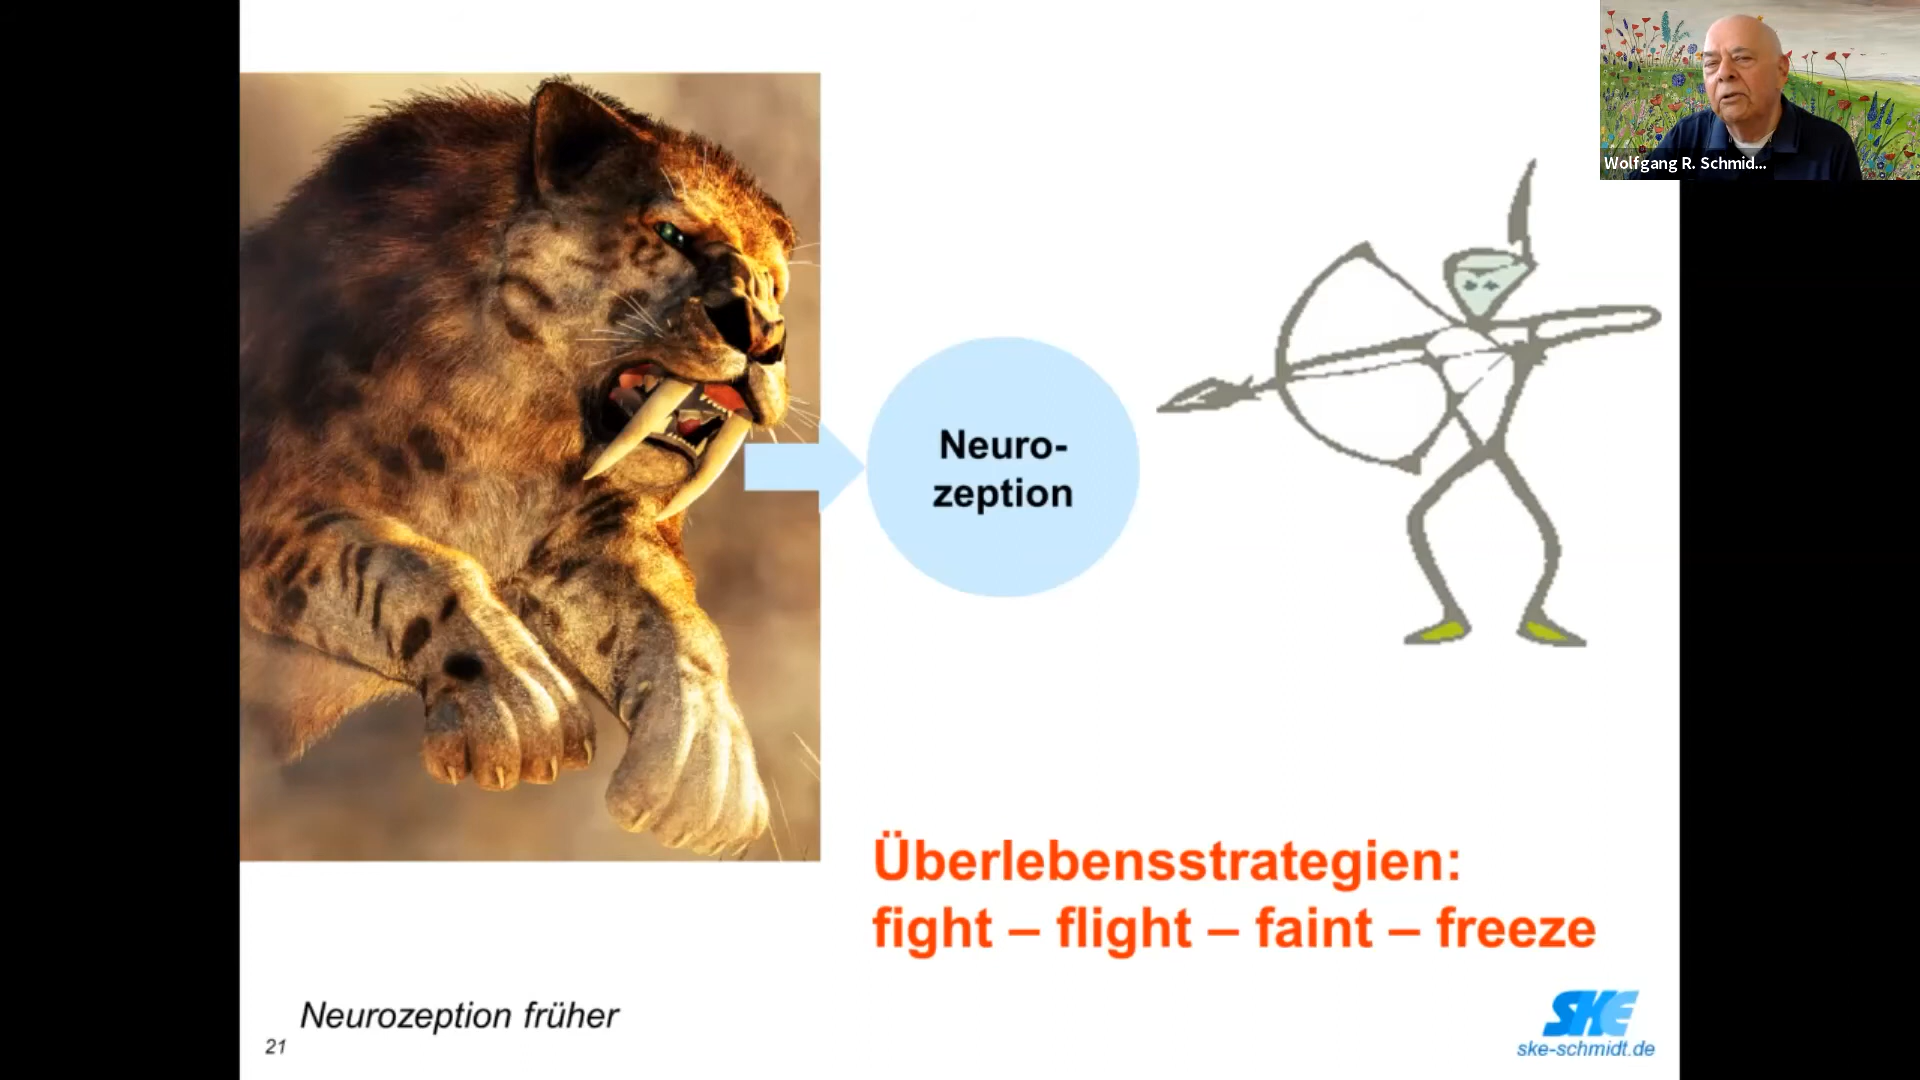 Wolfgang R. Schmid...
Neuro-
zeption
Überlebensstrategien:
fight – flight – faint – freeze
Neurozeption früher
21
SKE
ske-schmidt.de